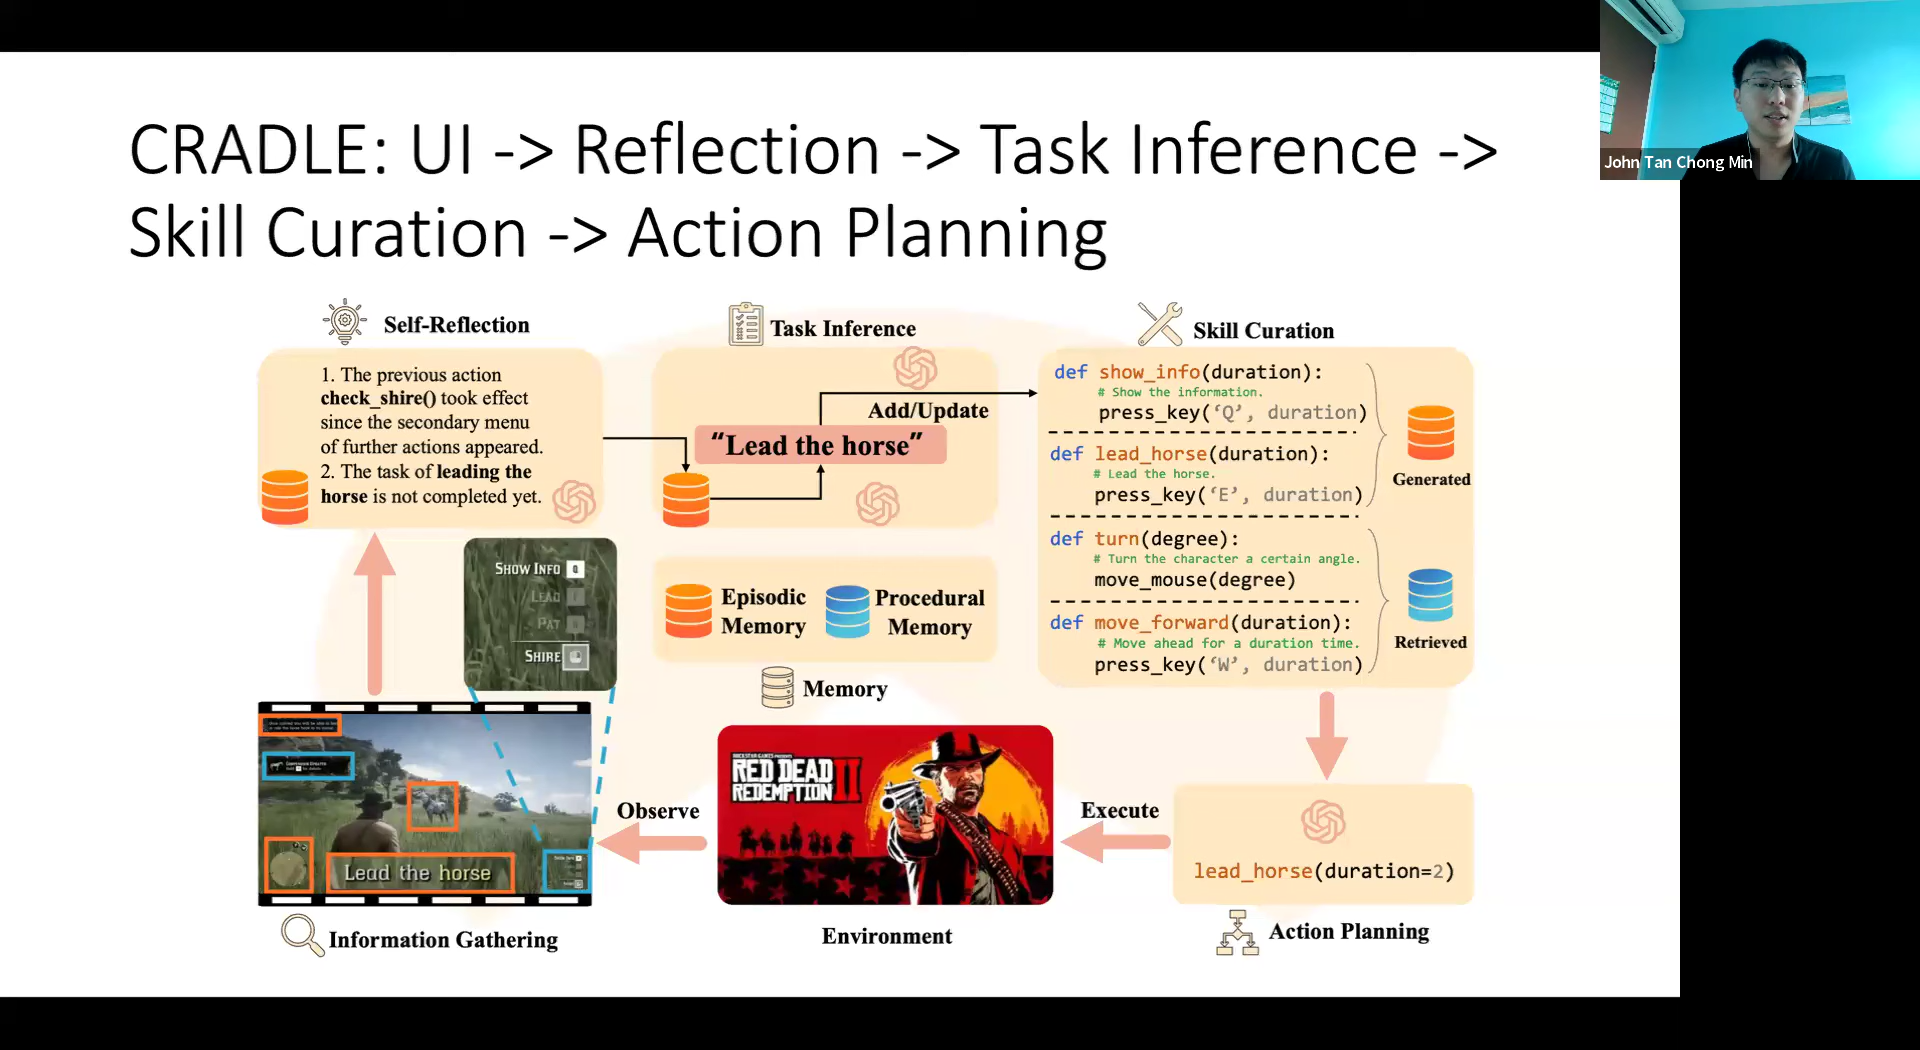 CRADLE: UI -> Reflection -> Task Inference ->
Skill Curation -> Action Planning
John Tan Chong Min
Self-Reflection
1. The previous action
check_shire() took effect
since the secondary menu
of further actions appeared.
2. The task of leading the
horse is not completed yet.
Task Inference
Add/Update
“Lead the horse”
Skill Curation
def show_info(duration):
# Show the information.
press_key(‘Q’, duration)
def lead_horse(duration):
# Lead the horse.
press_key(‘E’, duration)
Generated
def turn(degree):
# Turn the character a certain angle.
move_mouse(degree)
def move_forward(duration):
# Move ahead for a duration time.
press_key(‘W’, duration)
Retrieved
SHOW INFO Q
LEAD
PAT
SHIRE
Episodic
Memory
Procedural
Memory
Memory
Lead the horse
Information Gathering
Observe
ROCKSTAR GAMES PRESENTS
RED DEAD
REDEMPTION II
Environment
Execute
lead_horse(duration=2)
Action Planning